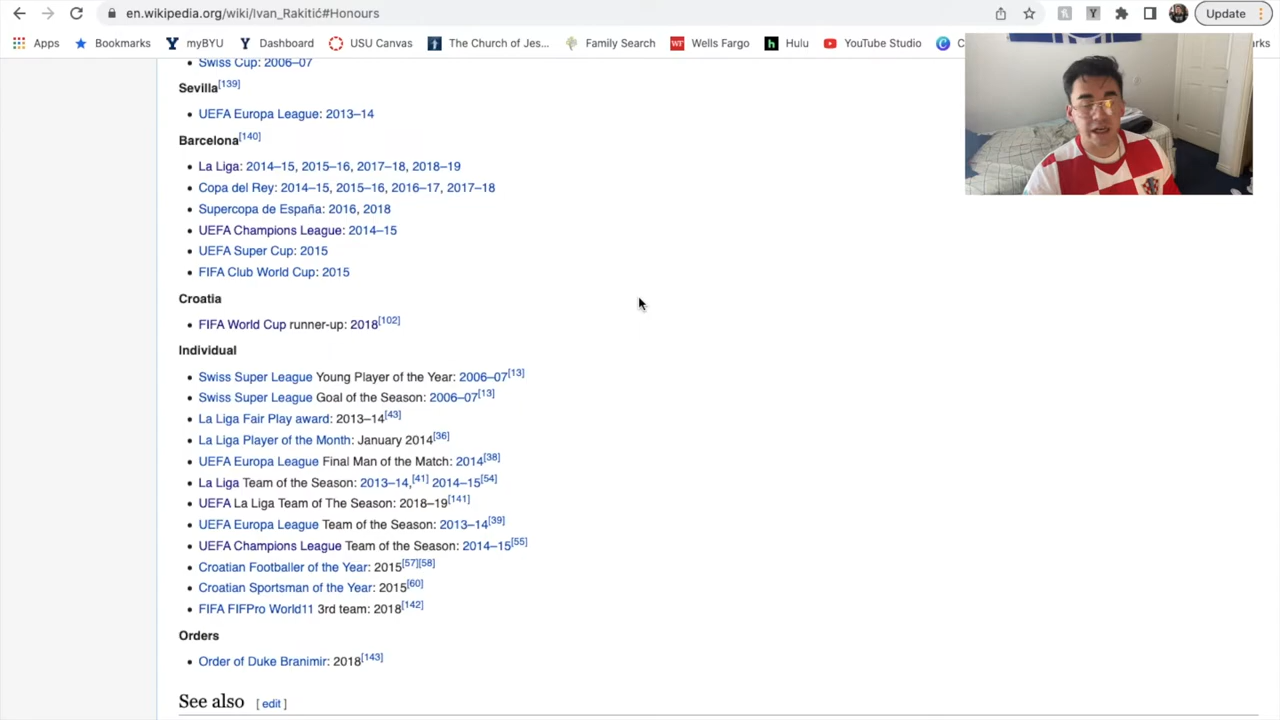 en.wikipedia.org/wiki/Ivan_Rakitić#Honours
Update
Apps
Bookmarks
myBYU
Dashboard
USU Canvas
The Church of Jes...
Family Search
Wells Fargo
Hulu
YouTube Studio
Swiss Cup: 2006–07
Sevilla[139]
UEFA Europa League: 2013–14
Barcelona[140]
La Liga: 2014–15, 2015–16, 2017–18, 2018–19
Copa del Rey: 2014–15, 2015–16, 2016–17, 2017–18
Supercopa de España: 2016, 2018
UEFA Champions League: 2014–15
UEFA Super Cup: 2015
FIFA Club World Cup: 2015
Croatia
FIFA World Cup runner-up: 2018[102]
Individual
Swiss Super League Young Player of the Year: 2006–07[13]
Swiss Super League Goal of the Season: 2006–07[13]
La Liga Fair Play award: 2013–14[43]
La Liga Player of the Month: January 2014[36]
UEFA Europa League Final Man of the Match: 2014[38]
La Liga Team of the Season: 2013–14,[41] 2014–15[54]
UEFA La Liga Team of The Season: 2018–19[141]
UEFA Europa League Team of the Season: 2013–14[39]
UEFA Champions League Team of the Season: 2014–15[55]
Croatian Footballer of the Year: 2015[57][58]
Croatian Sportsman of the Year: 2015[60]
FIFA FIFPro World11 3rd team: 2018[142]
Orders
Order of Duke Branimir: 2018[143]
See also [ edit ]